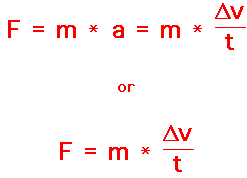 F = m * a = m * Δv/t
or
F = m * Δv/t